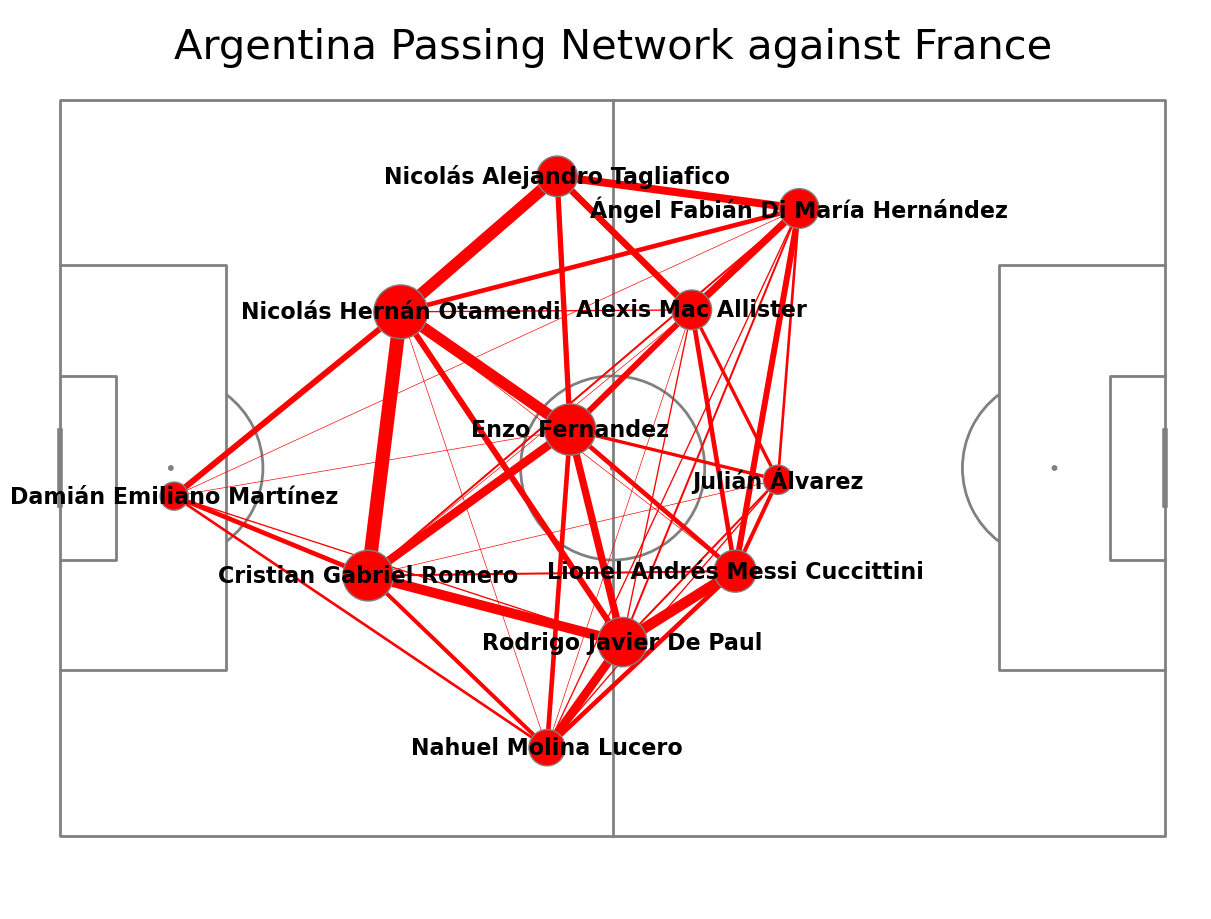 Argentina Passing Network against France
Nicolás Alejandro Tagliafico
Ángel Fabián Di María Hernández
Nicolás Hernán Otamendi
Alexis Mac Allister
Enzo Fernandez
Julián Álvarez
Damián Emiliano Martínez
Cristian Gabriel Romero
Lionel Andrés Messi Cuccittini
Rodrigo Javier De Paul
Nahuel Molina Lucero